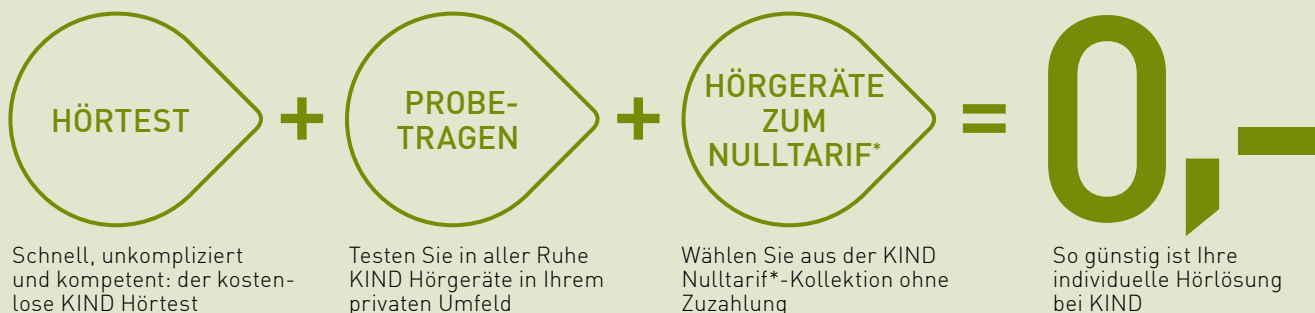 HÖRTEST
+
PROBE-
TRAGEN
+
HÖRGERÄTE
ZUM
NULLTARIF*
=
0,–
Schnell, unkompliziert
und kompetent: der kosten-
lose KIND Hörtest
Testen Sie in aller Ruhe
KIND Hörgeräte in Ihrem
privaten Umfeld
Wählen Sie aus der KIND
Nulltarif*-Kollektion ohne
Zuzahlung
So günstig ist Ihre
individuelle Hörlösung
bei KIND